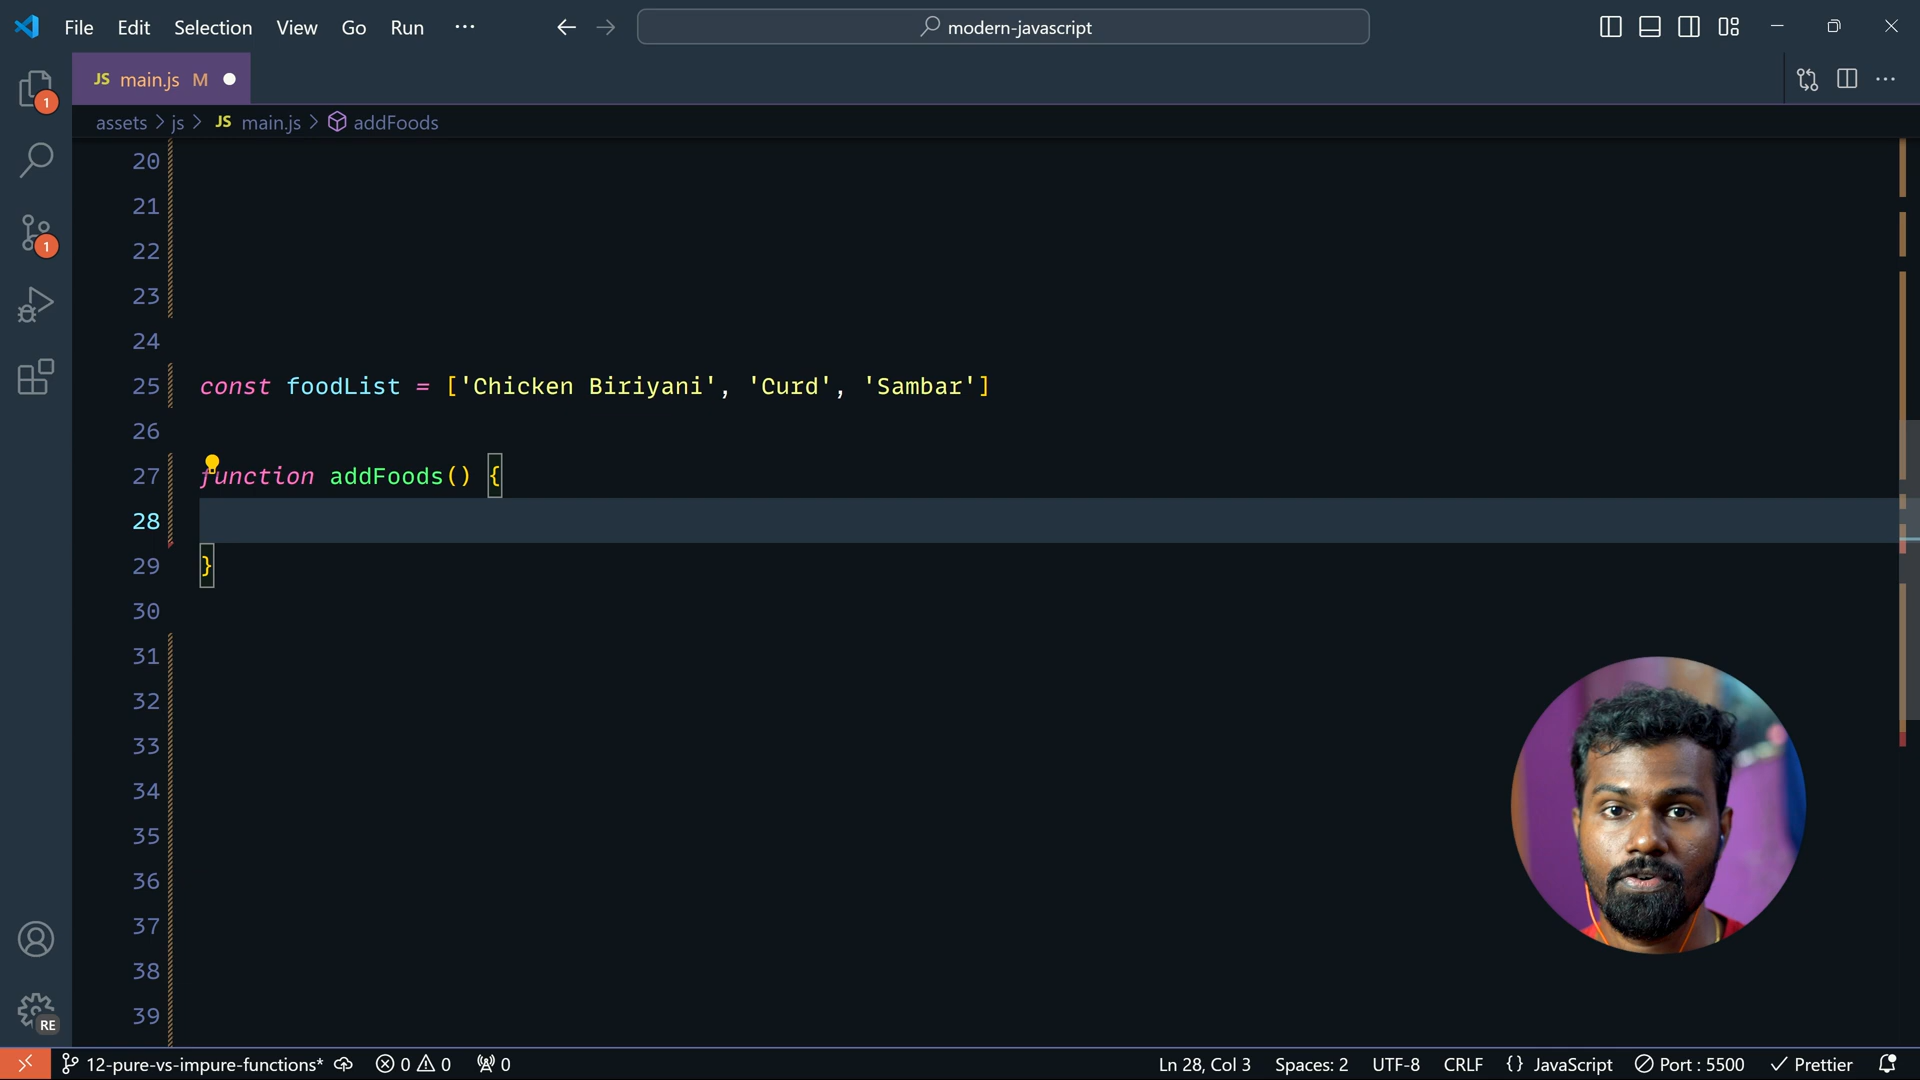 File Edit Selection View Go Run ···
modern-javascript
JS main.js M
assets > js > JS main.js > addFoods
1
1
20
21
22
23
24
25 const foodList = ['Chicken Biriyani', 'Curd', 'Sambar']
26
27 function addFoods() {
28
29 }
30
31
32
33
34
35
36
37
38
39
RE
12-pure-vs-impure-functions* 0 0 0 Ln 28, Col 3 Spaces: 2 UTF-8 CRLF {} JavaScript Port : 5500 Prettier